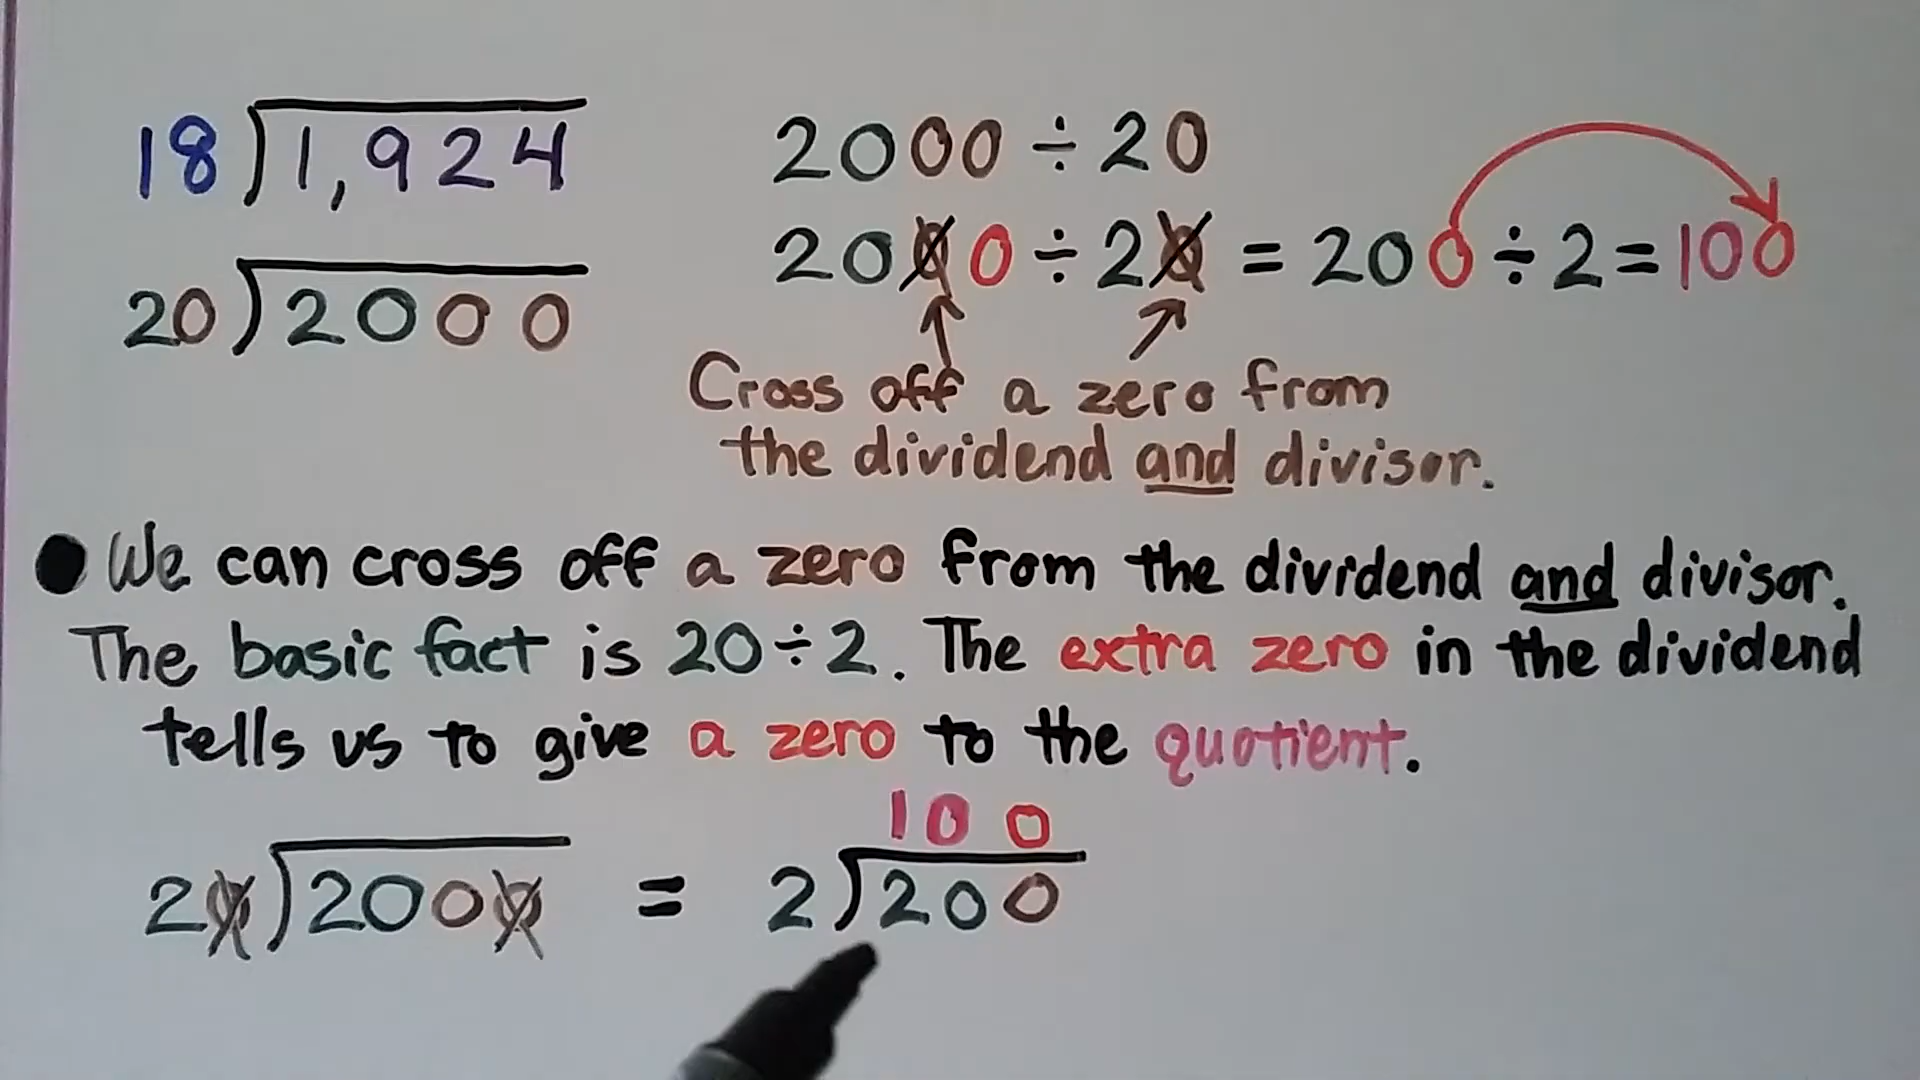 18)1,924
20)2000
2000 ÷ 20
2000 ÷ 20 = 200 ÷ 2 = 100
Cross off a zero from
the dividend and divisor.
● We can cross off a zero from the dividend and divisor.
The basic fact is 20 ÷ 2. The extra zero in the dividend
tells us to give a zero to the quotient.
100
20)2000 = 2)200